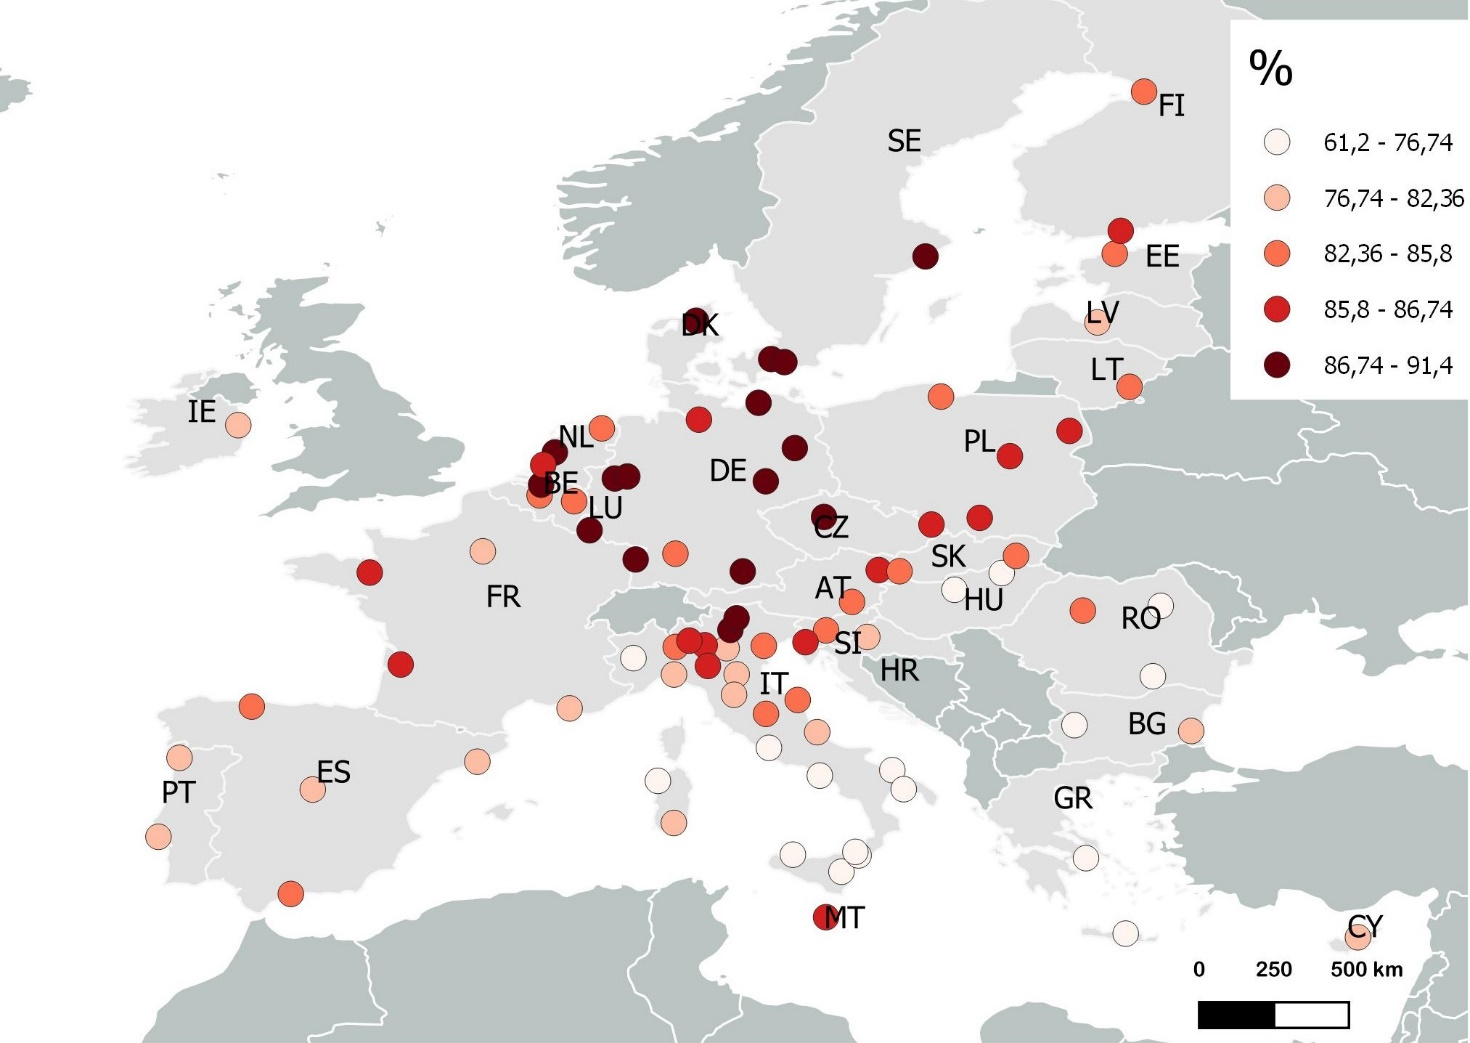 %
61,2 - 76,74
76,74 - 82,36
82,36 - 85,8
85,8 - 86,74
86,74 - 91,4
FI
SE
EE
LV
DK
LT
IE
NL
PL
BE
DE
LU
CZ
SK
AT
HU
FR
RO
SI
HR
IT
BG
ES
PT
GR
MT
CY
0 250 500 km